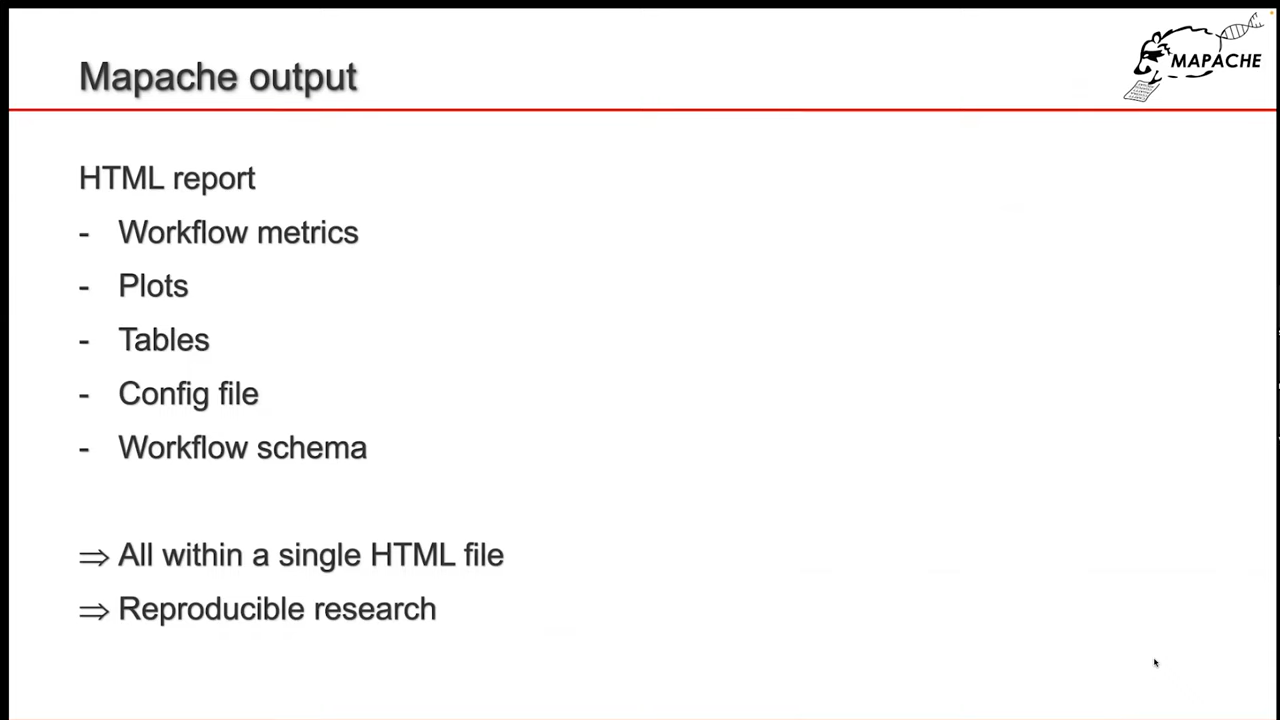 Mapache output
MAPACHE
HTML report
- Workflow metrics
- Plots
- Tables
- Config file
- Workflow schema
⇒ All within a single HTML file
⇒ Reproducible research